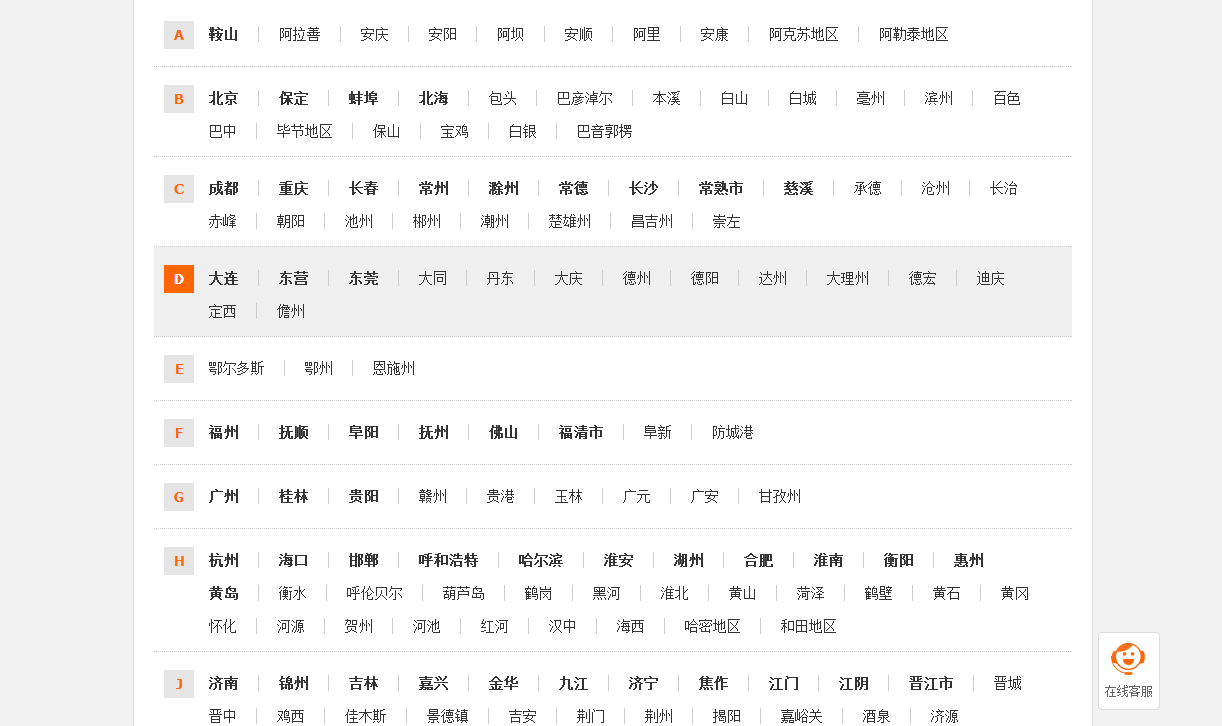 A 鞍山 阿拉善 安庆 安阳 阿坝 安顺 阿里 安康 阿克苏地区 阿勒泰地区
B 北京 保定 蚌埠 北海 包头 巴彦淖尔 本溪 白山 白城 亳州 滨州 百色
巴中 毕节地区 保山 宝鸡 白银 巴音郭楞
C 成都 重庆 长春 常州 滁州 常德 长沙 常熟市 慈溪 承德 沧州 长治
赤峰 朝阳 池州 郴州 潮州 楚雄州 昌吉州 崇左
D 大连 东营 东莞 大同 丹东 大庆 德州 德阳 达州 大理州 德宏 迪庆
定西 儋州
E 鄂尔多斯 鄂州 恩施州
F 福州 抚顺 阜阳 抚州 佛山 福清市 阜新 防城港
G 广州 桂林 贵阳 赣州 贵港 玉林 广元 广安 甘孜州
H 杭州 海口 邯郸 呼和浩特 哈尔滨 淮安 湖州 合肥 淮南 衡阳 惠州
黄岛 衡水 呼伦贝尔 葫芦岛 鹤岗 黑河 淮北 黄山 菏泽 鹤壁 黄石 黄冈
怀化 河源 贺州 河池 红河 汉中 海西 哈密地区 和田地区
J 济南 锦州 吉林 嘉兴 金华 九江 济宁 焦作 江门 江阴 晋江市 晋城
晋中 鸡西 佳木斯 景德镇 吉安 荆门 荆州 揭阳 嘉峪关 酒泉 济源
在线客服